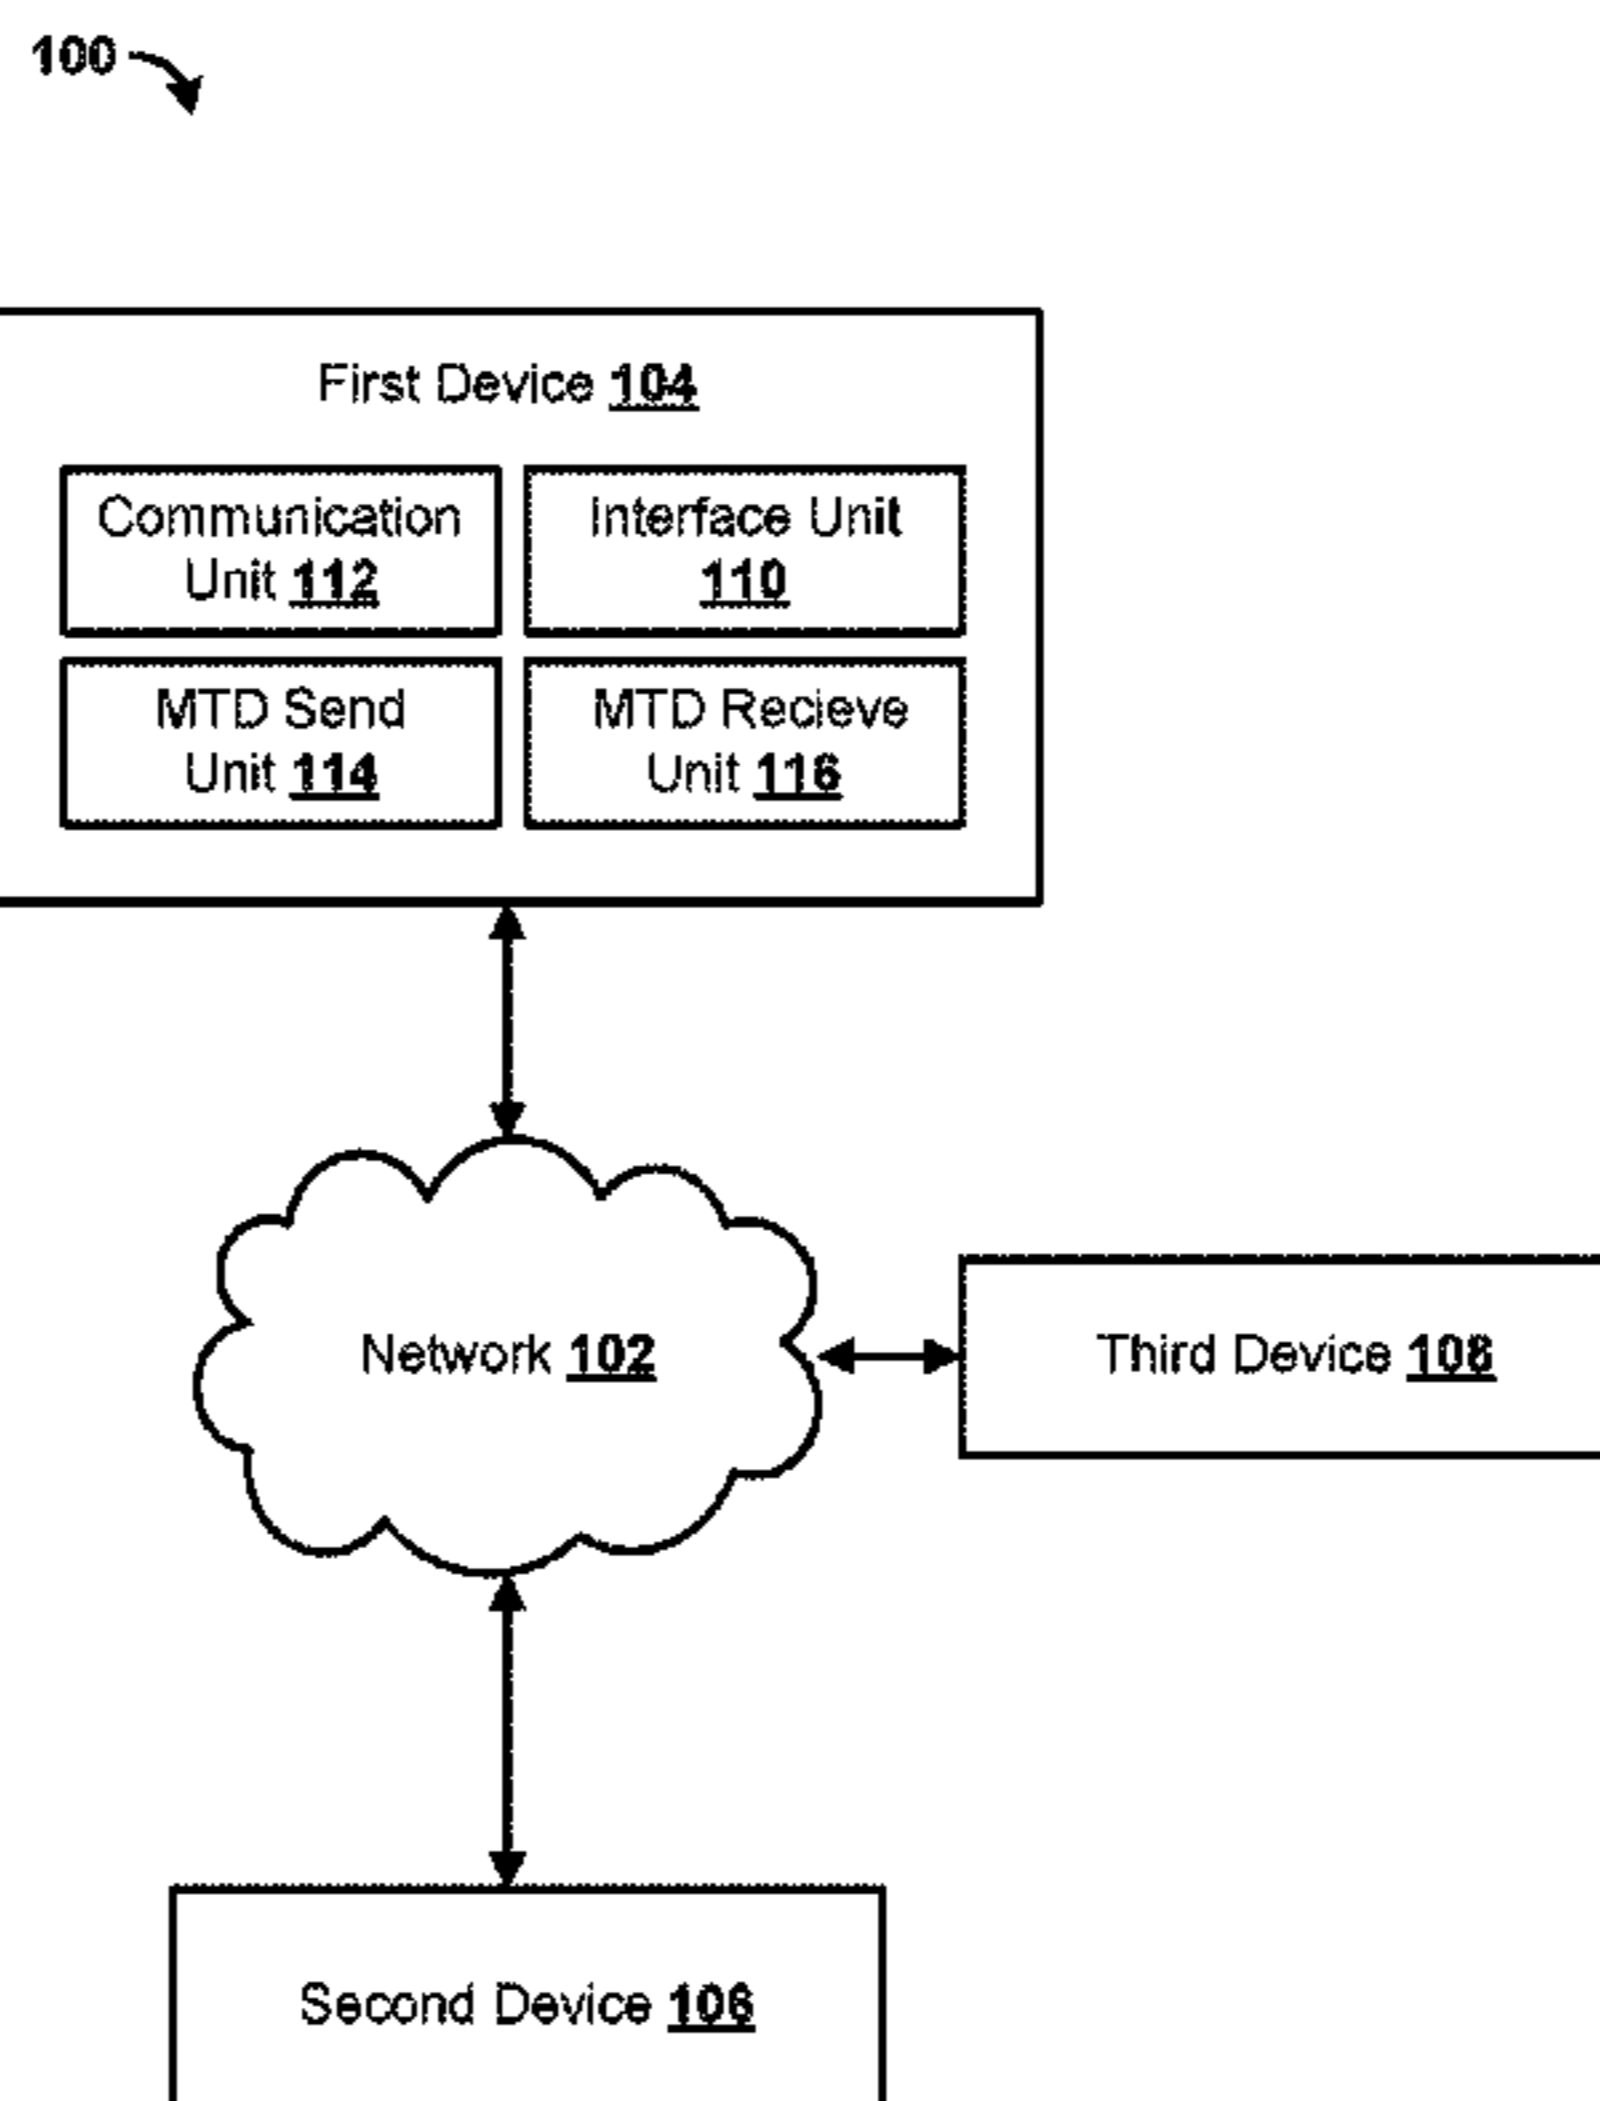 100
First Device 104
Communication
Unit 112
Interface Unit
110
MTD Send
Unit 114
MTD Recieve
Unit 116
Network 102
Third Device 108
Second Device 106